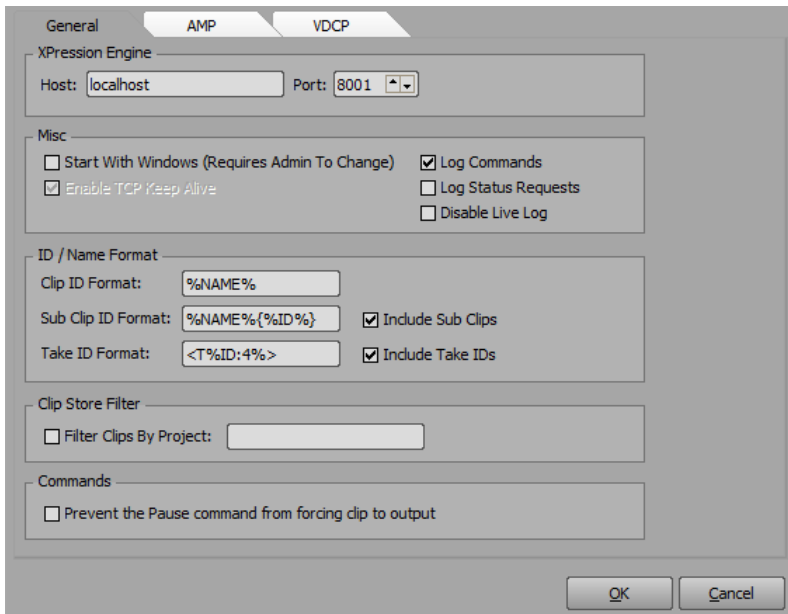 General AMP VDCP
XPression Engine
Host: localhost Port: 8001
Misc
Start With Windows (Requires Admin To Change) Log Commands
Enable TCP Keep Alive Log Status Requests
Disable Live Log
ID / Name Format
Clip ID Format: %NAME%
Sub Clip ID Format: %NAME%{%ID%} Include Sub Clips
Take ID Format: <T%ID:4%> Include Take IDs
Clip Store Filter
Filter Clips By Project:
Commands
Prevent the Pause command from forcing clip to output
OK Cancel